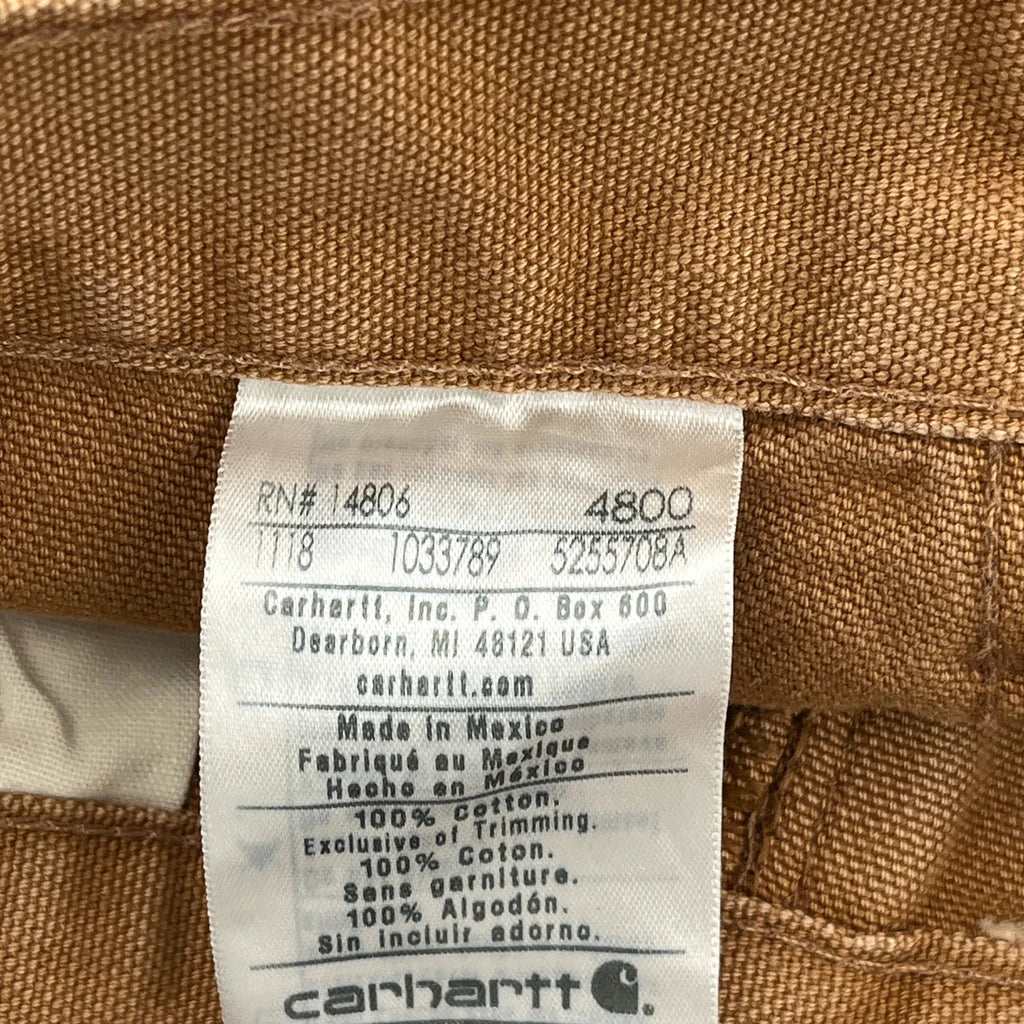 RN# 14806 4800
1118 1033789 5255708A
Carhartt, Inc. P. O. Box 600
Dearborn, MI 48121 USA
carhartt.com
Made in Mexico
Fabriqué au Mexique
Hecho en México
100% Cotton.
Exclusive of Trimming.
100% Coton.
Sans garniture.
100% Algodón.
Sin incluir adorno.
carhartt